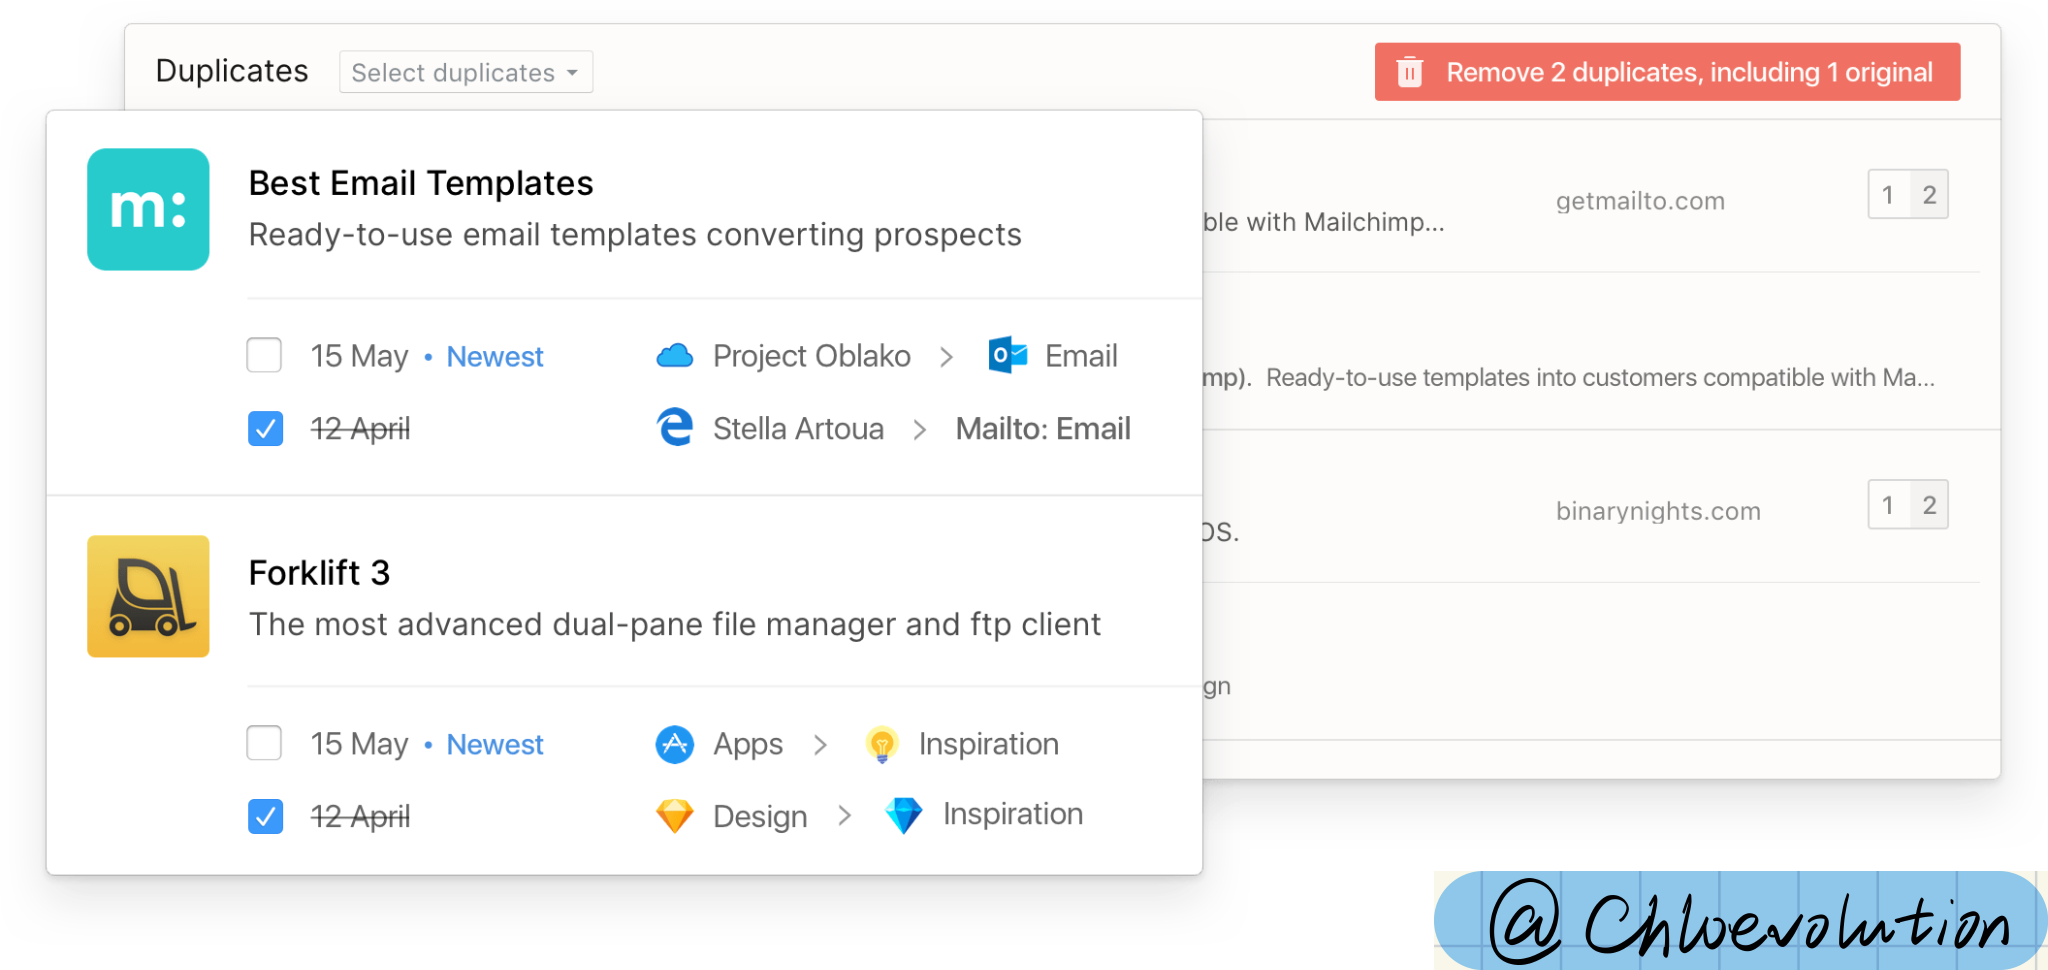 Duplicates Select duplicates Remove 2 duplicates, including 1 original
m:
Best Email Templates
Ready-to-use email templates converting prospects
15 May • Newest Project Oblako > Email
12 April Stella Artoua > Mailto: Email
Forklift 3
The most advanced dual-pane file manager and ftp client
15 May • Newest Apps > Inspiration
12 April Design > Inspiration
getmailto.com 1 2
ble with Mailchimp...
mp). Ready-to-use templates into customers compatible with Ma...
binarynights.com 1 2
OS.
gn
@Chloevolution